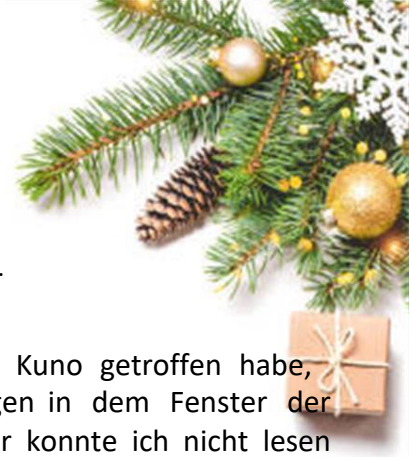 .
Kuno getroffen habe,
gen in dem Fenster der
r konnte ich nicht lesen